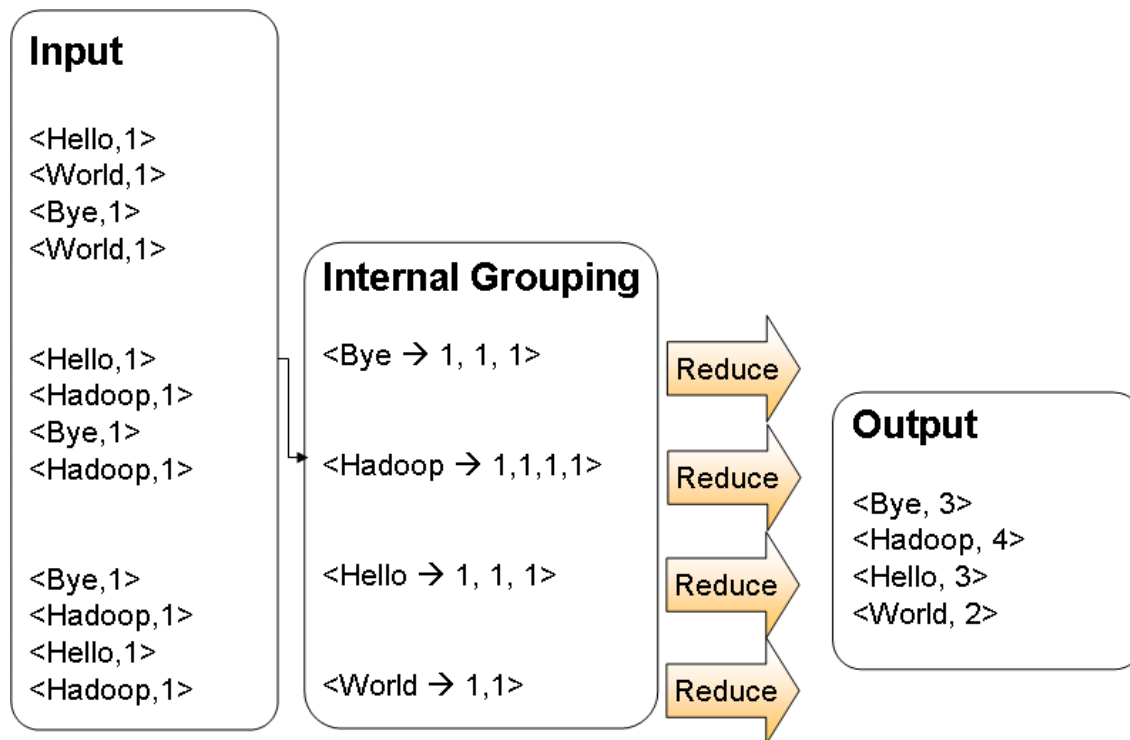 Input
<Hello,1>
<World,1>
<Bye,1>
<World,1>
<Hello,1>
<Hadoop,1>
<Bye,1>
<Hadoop,1>
<Bye,1>
<Hadoop,1>
<Hello,1>
<Hadoop,1>
Internal Grouping
<Bye → 1, 1, 1>
<Hadoop → 1,1,1,1>
<Hello → 1, 1, 1>
<World → 1,1>
Reduce
Reduce
Reduce
Reduce
Output
<Bye, 3>
<Hadoop, 4>
<Hello, 3>
<World, 2>